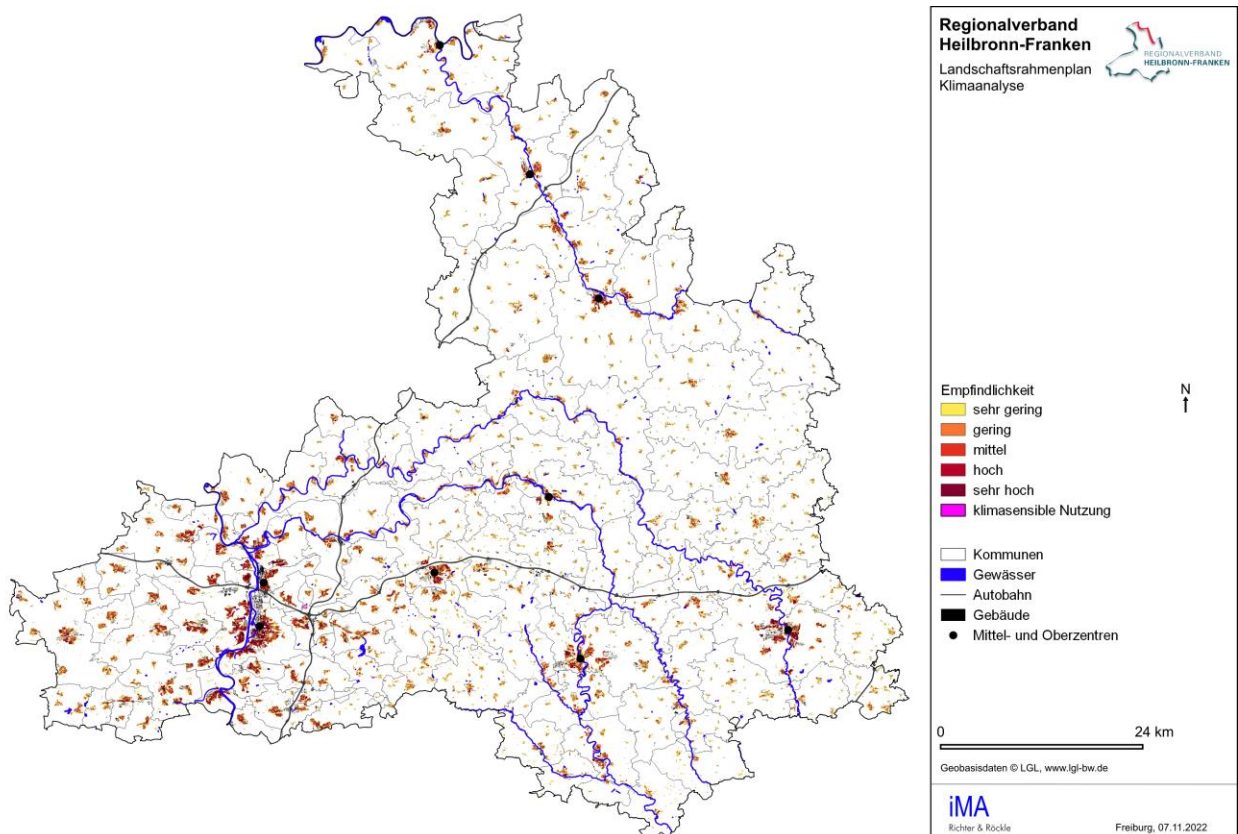 Regionalverband
Heilbronn-Franken
Landschaftsrahmenplan
Klimaanalyse
REGIONALVERBAND
HEILBRONN-FRANKEN
Empfindlichkeit
N
sehr gering
gering
mittel
hoch
sehr hoch
klimasensible Nutzung
Kommunen
Gewässer
Autobahn
Gebäude
Mittel- und Oberzentren
0 24 km
Geobasisdaten © LGL, www.lgl-bw.de
iMA
Richter & Röckle
Freiburg, 07.11.2022